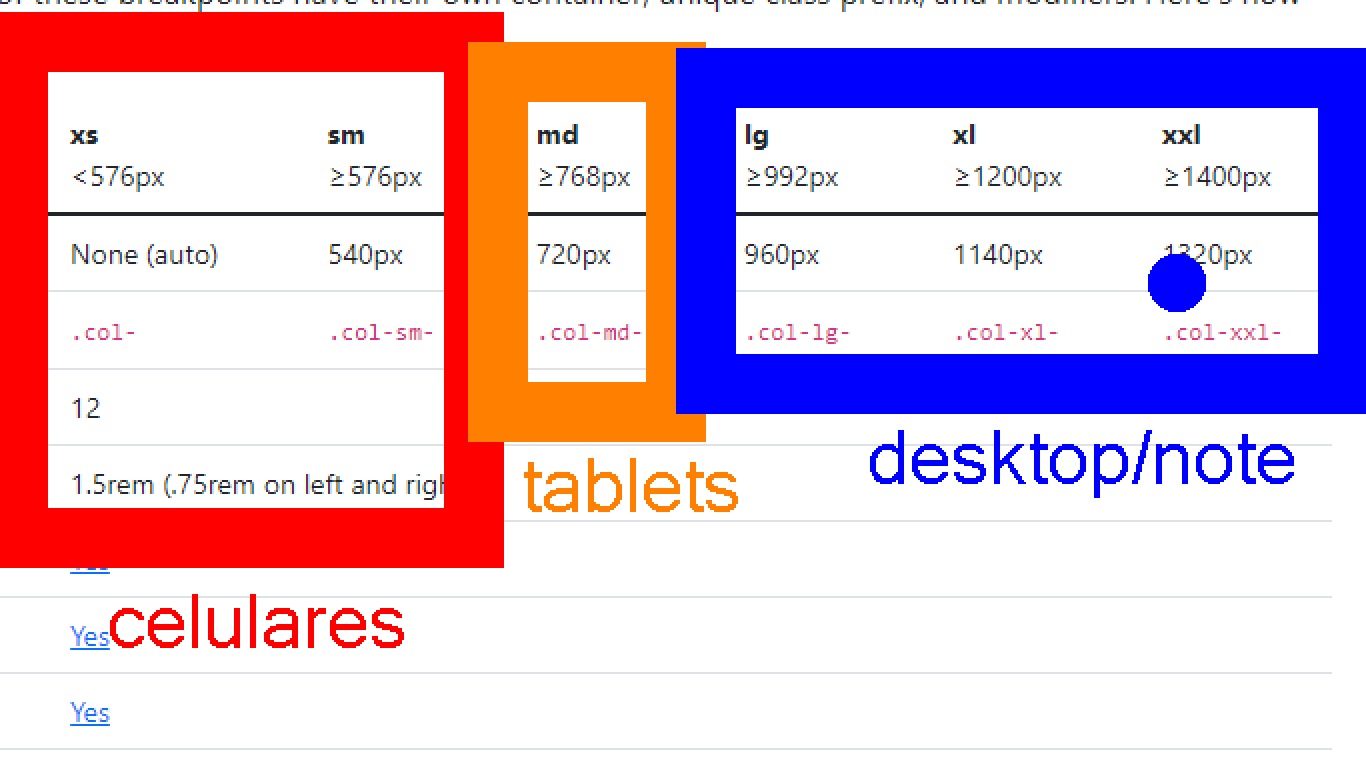 of these breakpoints have their own container, unique class prefix, and modifiers. Here's how
xs sm md lg xl xxl
<576px ≥576px ≥768px ≥992px ≥1200px ≥1400px
None (auto) 540px 720px 960px 1140px 1320px
.col- .col-sm- .col-md- .col-lg- .col-xl- .col-xxl-
12
desktop/note
1.5rem (.75rem on left and righ
tablets
Yes
celulares
Yes
Yes